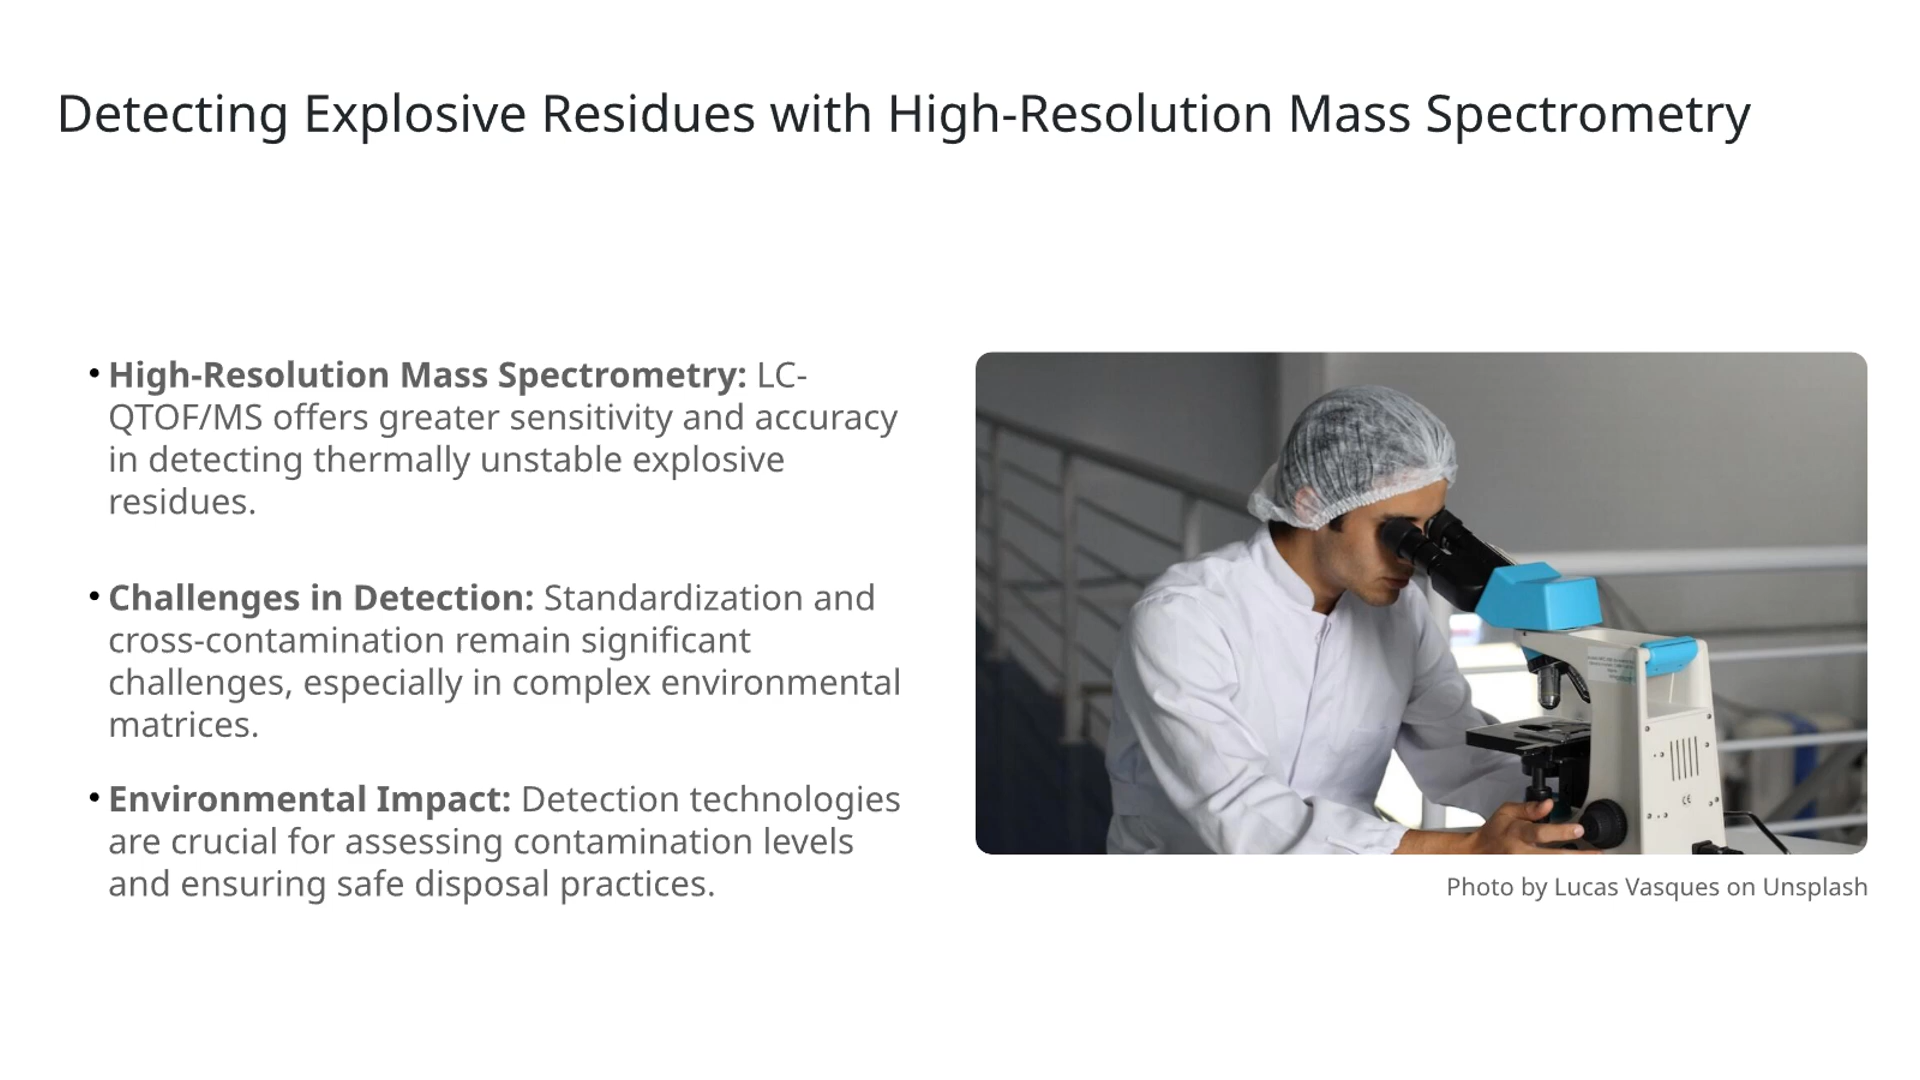 Detecting Explosive Residues with High-Resolution Mass Spectrometry
• High-Resolution Mass Spectrometry: LC-
QTOF/MS offers greater sensitivity and accuracy
in detecting thermally unstable explosive
residues.
• Challenges in Detection: Standardization and
cross-contamination remain significant
challenges, especially in complex environmental
matrices.
• Environmental Impact: Detection technologies
are crucial for assessing contamination levels
and ensuring safe disposal practices.
CE
Photo by Lucas Vasques on Unsplash